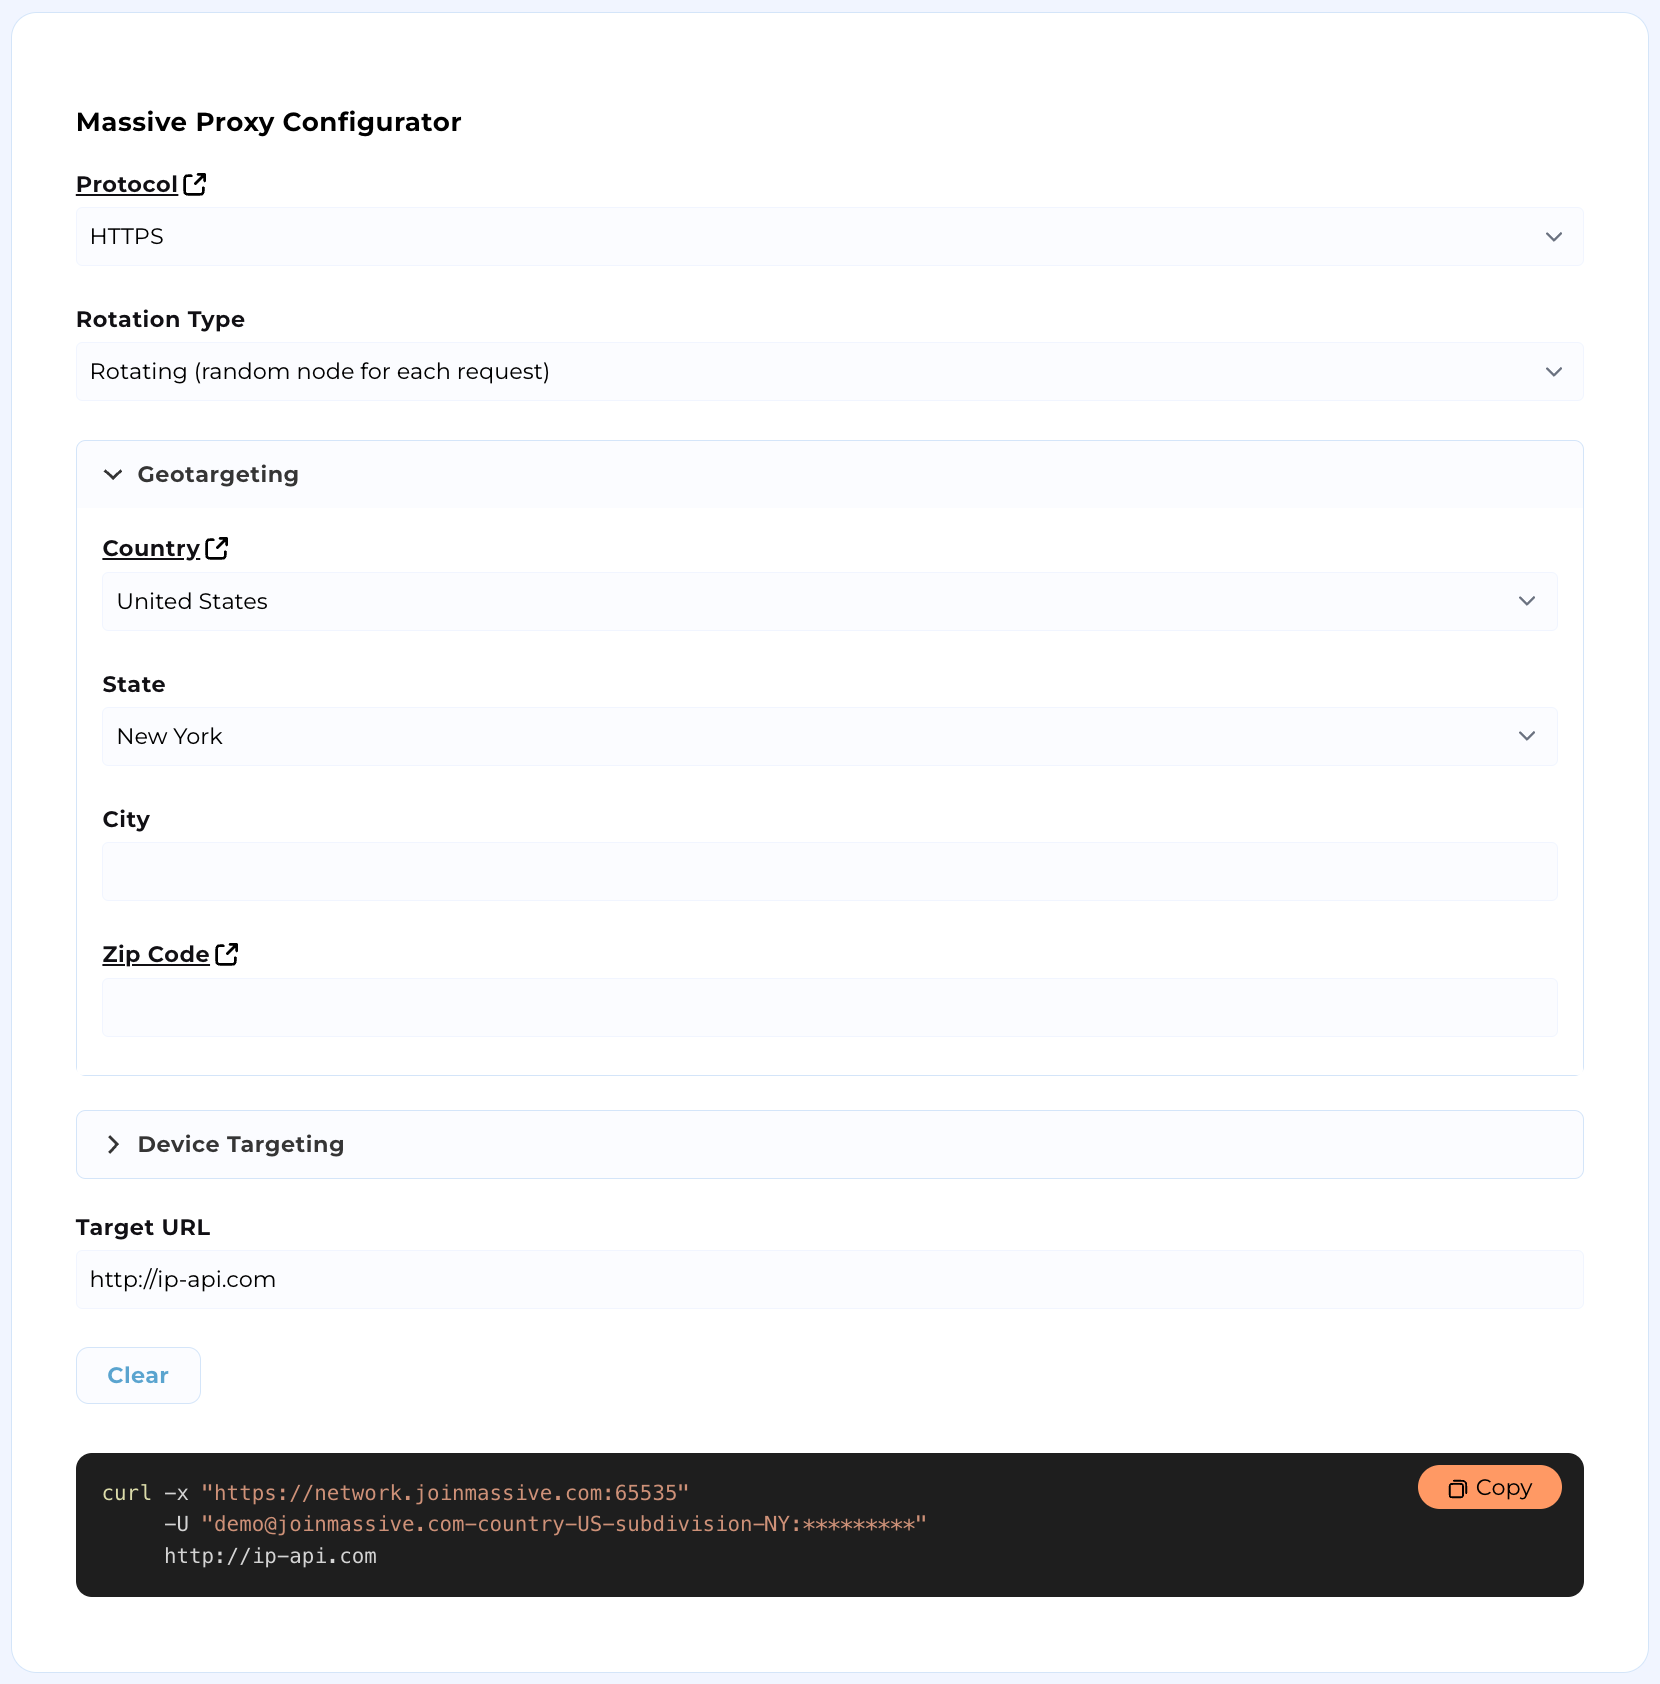 Massive Proxy Configurator
Protocol
HTTPS
Rotation Type
Rotating (random node for each request)
Geotargeting
Country
United States
State
New York
City
Zip Code
Device Targeting
Target URL
http://ip-api.com
Clear
curl -x "https://network.joinmassive.com:65535"
Copy
-U "demo@joinmassive.com-country-US-subdivision-NY:*********"
http://ip-api.com